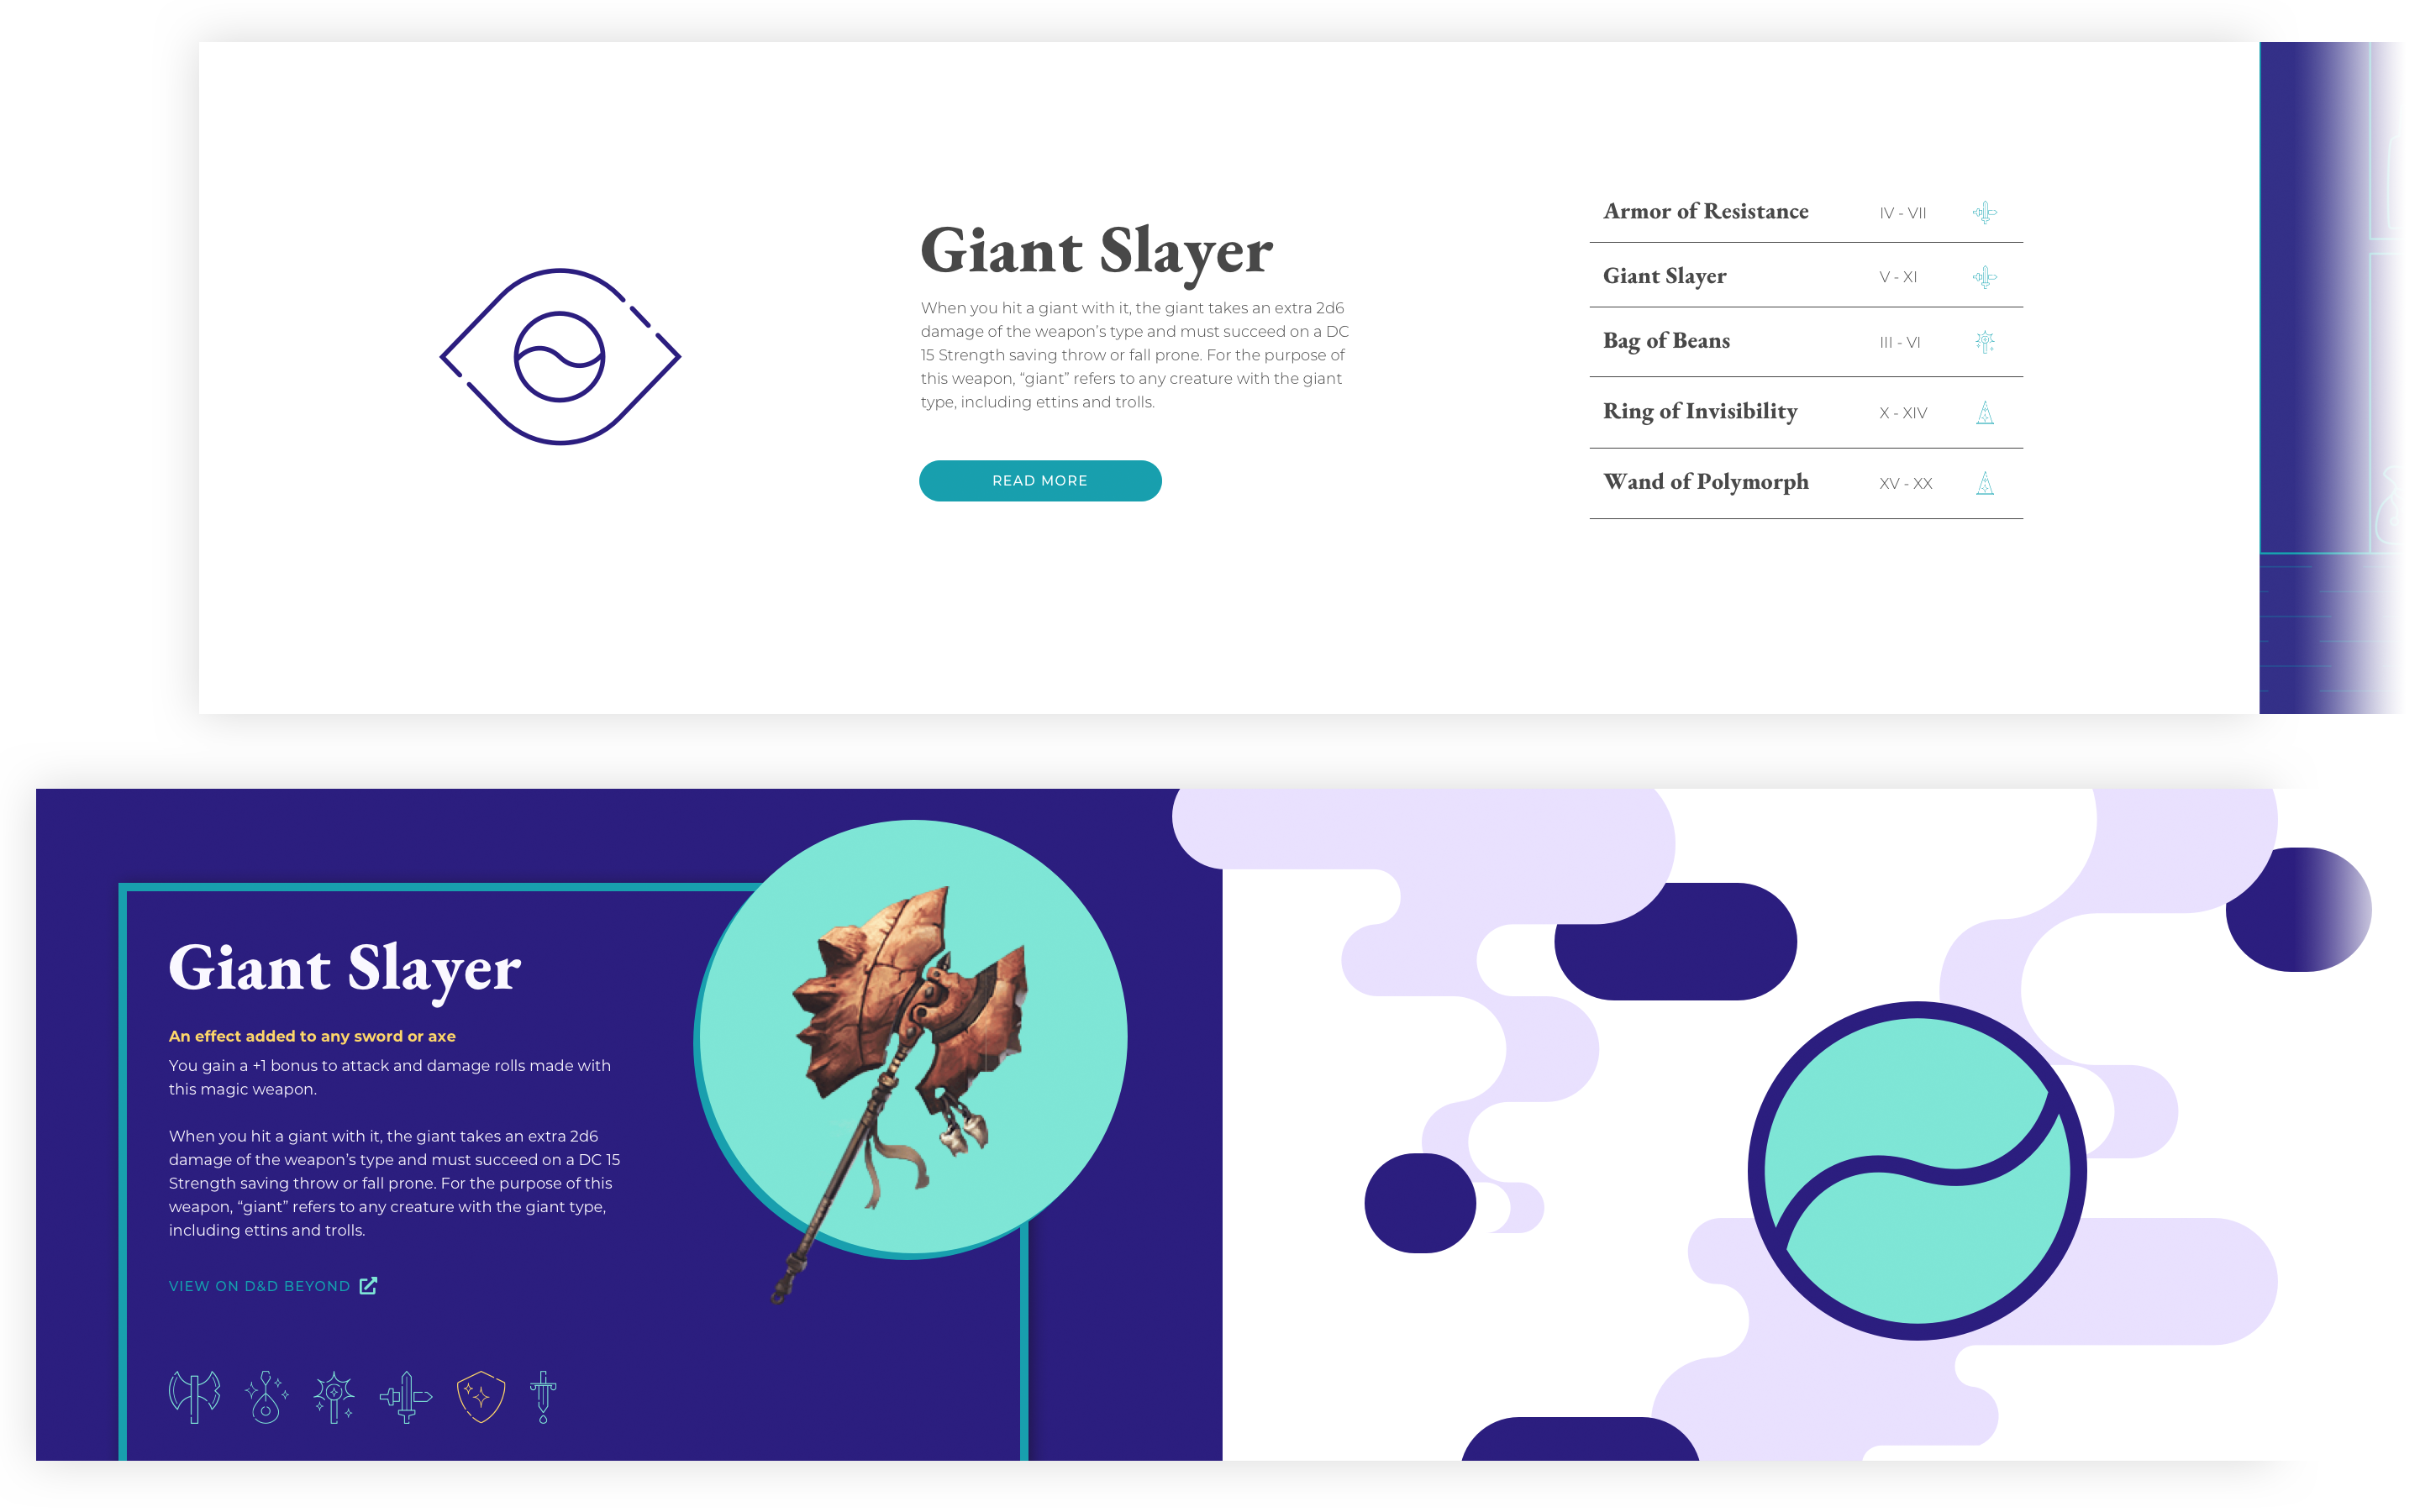 Giant Slayer
When you hit a giant with it, the giant takes an extra 2d6
damage of the weapon’s type and must succeed on a DC
15 Strength saving throw or fall prone. For the purpose of
this weapon, “giant” refers to any creature with the giant
type, including ettins and trolls.
READ MORE
Armor of Resistance IV - VII
Giant Slayer V - XI
Bag of Beans III - VI
Ring of Invisibility X - XIV
Wand of Polymorph XV - XX
Giant Slayer
An effect added to any sword or axe
You gain a +1 bonus to attack and damage rolls made with
this magic weapon.
When you hit a giant with it, the giant takes an extra 2d6
damage of the weapon’s type and must succeed on a DC 15
Strength saving throw or fall prone. For the purpose of this
weapon, “giant” refers to any creature with the giant type,
including ettins and trolls.
VIEW ON D&D BEYOND